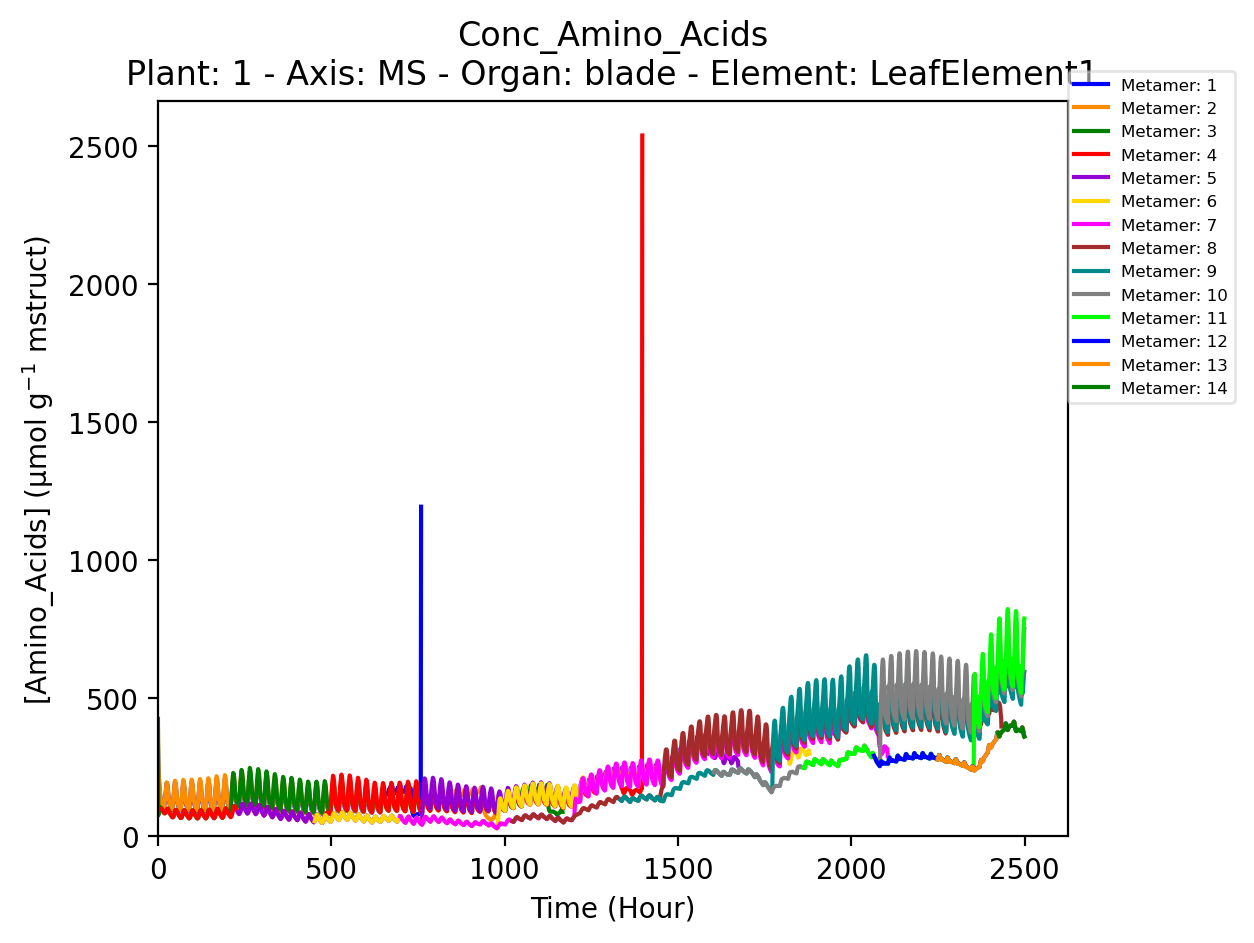 Conc_Amino_Acids
Plant: 1 - Axis: MS - Organ: blade - Element: LeafElement1
Metamer: 1
Metamer: 2
Metamer: 3
Metamer: 4
Metamer: 5
Metamer: 6
Metamer: 7
Metamer: 8
Metamer: 9
Metamer: 10
Metamer: 11
Metamer: 12
Metamer: 13
Metamer: 14
[Amino_Acids] (µmol g⁻¹ mstruct)
2500
2000
1500
1000
500
0
0 500 1000 1500 2000 2500
Time (Hour)